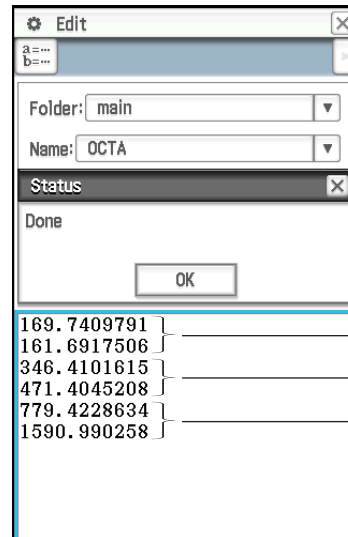 Edit
a=…
b=…
Folder: main
Name: OCTA
Status
Done
OK
169.7409791
161.6917506
346.4101615
471.4045208
779.4228634
1590.990258